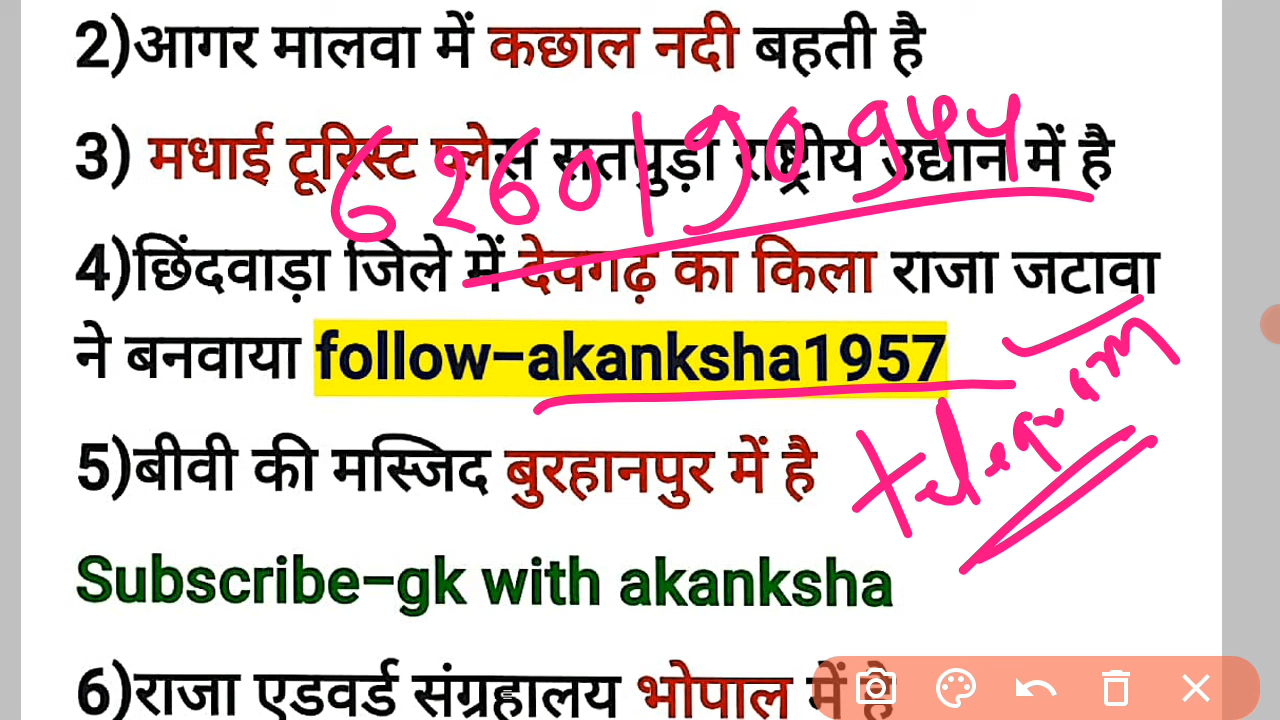 2)आगर मालवा में कछाल नदी बहती है
3) मधाई टूरिस्ट प्लेस सतपुड़ा राष्ट्रीय उद्यान में है
4)छिंदवाड़ा जिले में देवगढ़ का किला राजा जटावा
ने बनवाया follow-akanksha1957
telegram
5)बीवी की मस्जिद बुरहानपुर में है
Subscribe-gk with akanksha
6)राजा एडवर्ड संग्रहालय भोपाल में है